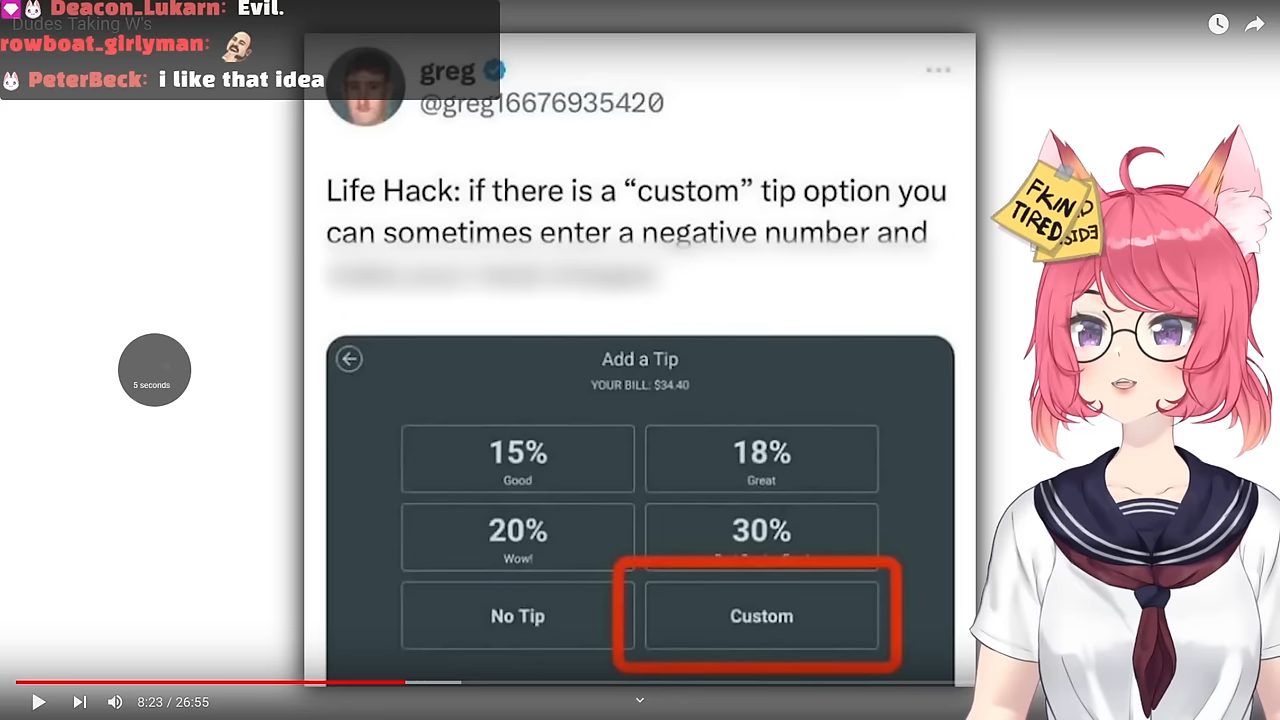 Deacon_Lukarn: Evil.
Dudes Taking W's
rowboat_girlyman:
PeterBeck: i like that idea
greg
@greg16676935420
Life Hack: if there is a “custom” tip option you
can sometimes enter a negative number and
Add a Tip
YOUR BILL: $34.40
15%
Good
18%
Great
20%
Wow!
30%
No Tip
Custom
5 seconds
FKIN
TIRED
SIDE
8:23 / 26:55